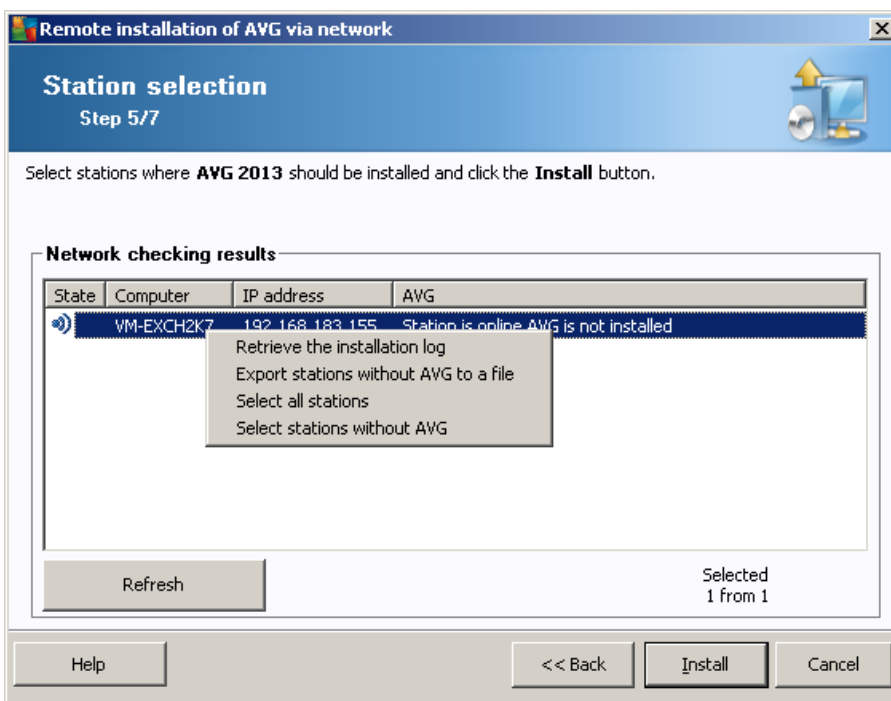 Remote installation of AVG via network
Station selection
Step 5/7
Select stations where AVG 2013 should be installed and click the Install button.
Network checking results
State Computer IP address AVG
VM-EXCH2K7 192.168.183.155 Station is online AVG is not installed
Retrieve the installation log
Export stations without AVG to a file
Select all stations
Select stations without AVG
Refresh
Selected
1 from 1
Help << Back Install Cancel